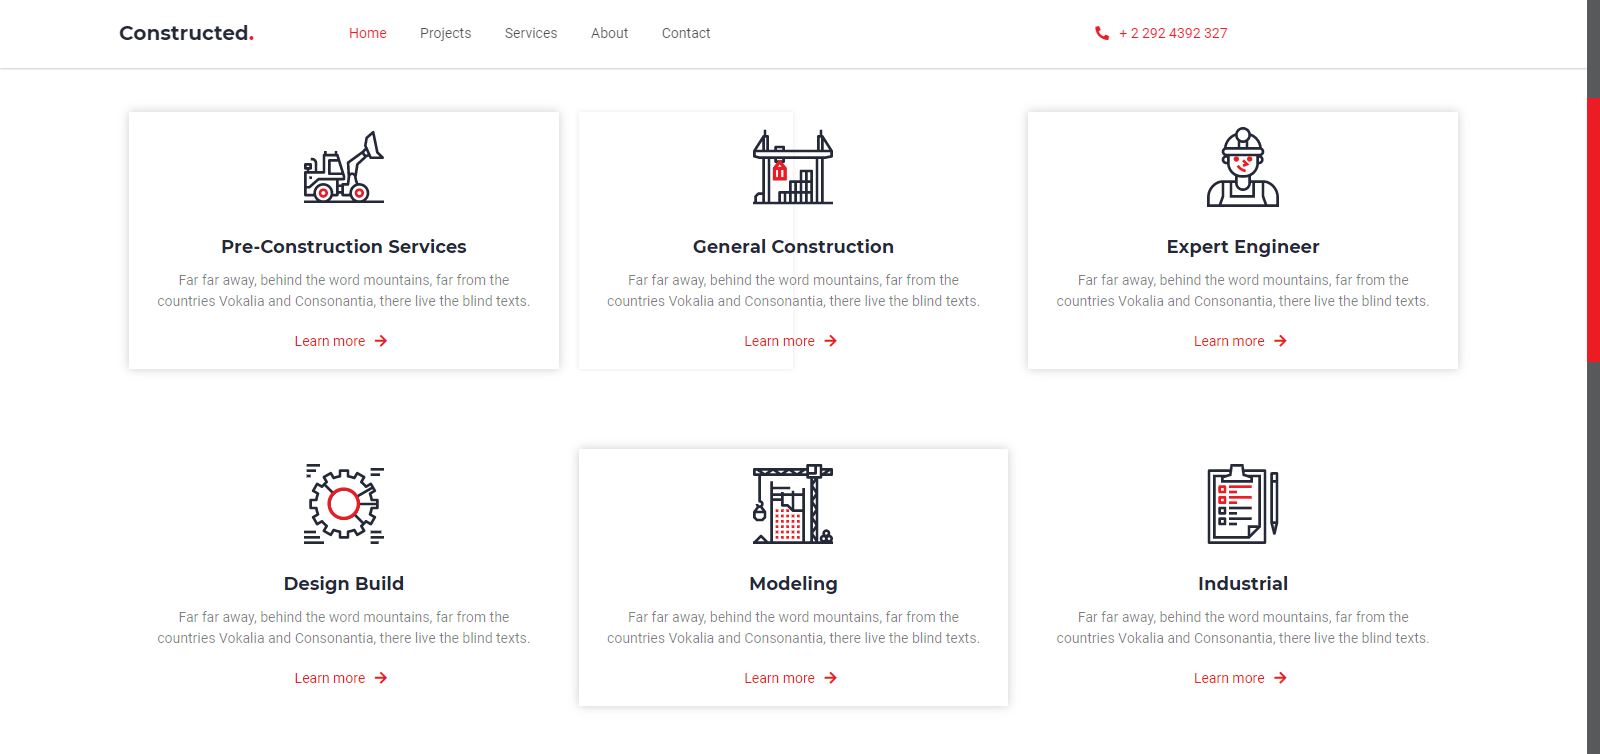 Constructed.
Home Projects Services About Contact
+ 2 292 4392 327
Pre-Construction Services
Far far away, behind the word mountains, far from the
countries Vokalia and Consonantia, there live the blind texts.
Learn more
General Construction
Far far away, behind the word mountains, far from the
countries Vokalia and Consonantia, there live the blind texts.
Learn more
Expert Engineer
Far far away, behind the word mountains, far from the
countries Vokalia and Consonantia, there live the blind texts.
Learn more
Design Build
Far far away, behind the word mountains, far from the
countries Vokalia and Consonantia, there live the blind texts.
Learn more
Modeling
Far far away, behind the word mountains, far from the
countries Vokalia and Consonantia, there live the blind texts.
Learn more
Industrial
Far far away, behind the word mountains, far from the
countries Vokalia and Consonantia, there live the blind texts.
Learn more